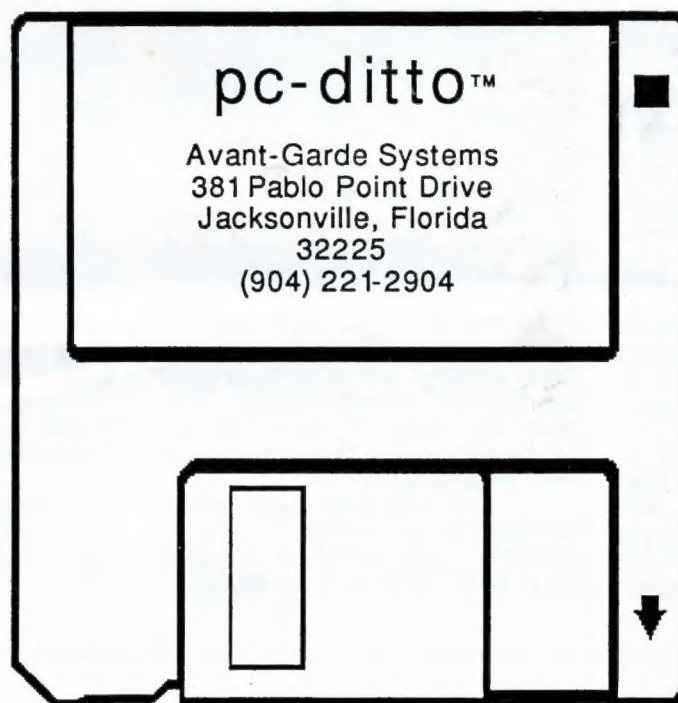 pc-ditto™
Avant-Garde Systems
381 Pablo Point Drive
Jacksonville, Florida
32225
(904) 221-2904